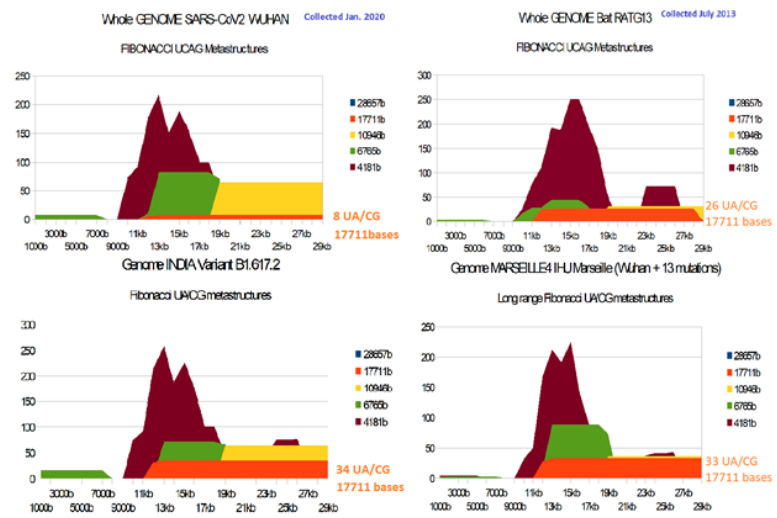 Whole GENOME SARS-CoV2 WUHAN
Collected Jan. 2020
FIBONACCI UCAG Metastructures
250
200
150
100
50
0
1000b 3000b 5000b 7000b 9000b 11kb 13kb 15kb 17kb 19kb 21kb 23kb 25kb 27kb 29kb
28657b
17711b
10946b
6765b
4181b
8 UA/CG
17711bases
Whole GENOME Bat RATG13
Collected July 2013
FIBONACCI UCAG Metastructures
300
250
200
150
100
50
0
1000b 3000b 5000b 7000b 9000b 11kb 13kb 15kb 17kb 19kb 21kb 23kb 25kb 27kb 29kb
28657b
17711b
10946b
6765b
4181b
26 UA/CG
17711bases
Genome INDIA Variant B1.617.2
Fibonacci UA/CG metastructures
300
250
200
150
100
50
0
1000b 3000b 5000b 7000b 9000b 11kb 13kb 15kb 17kb 19kb 21kb 23kb 25kb 27kb 29kb
28657b
17711b
10946b
6765b
4181b
34 UA/CG
17711 bases
Genome MARSEILLE4 IHU Marseille (Wuhan + 13 mutations)
Long range Fibonacci UA/CG metastructures
250
200
150
100
50
0
1000b 3000b 5000b 7000b 9000b 11kb 13kb 15kb 17kb 19kb 21kb 23kb 25kb 27kb 29kb
28657b
17711b
10946b
6765b
4181b
33 UA/CG
17711 bases